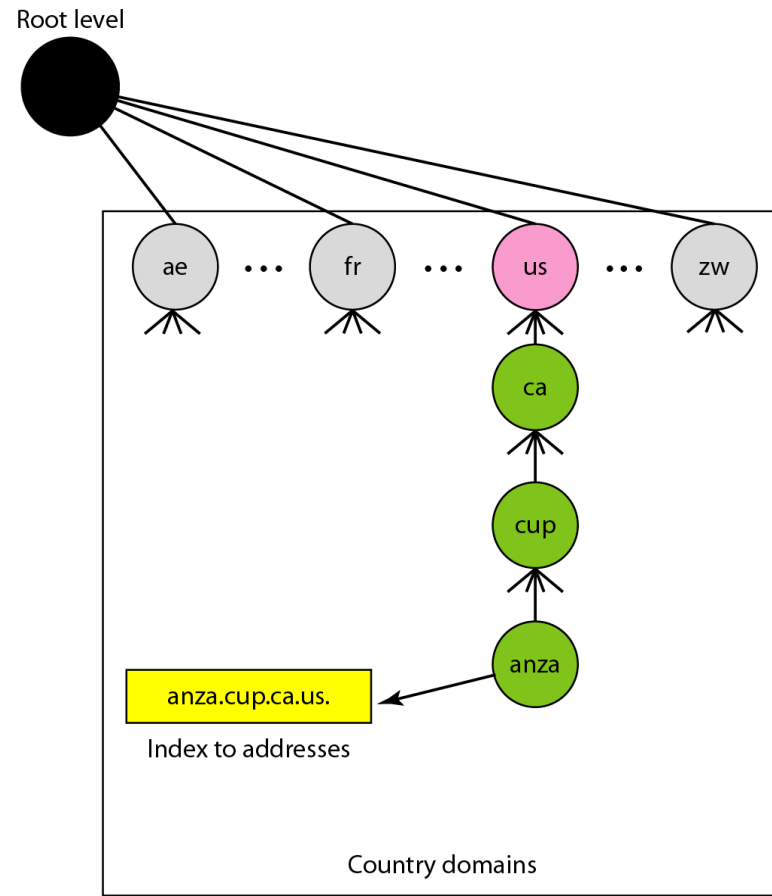 Root level
ae ... fr ... us ... zw
ca
cup
anza
anza.cup.ca.us.
Index to addresses
Country domains